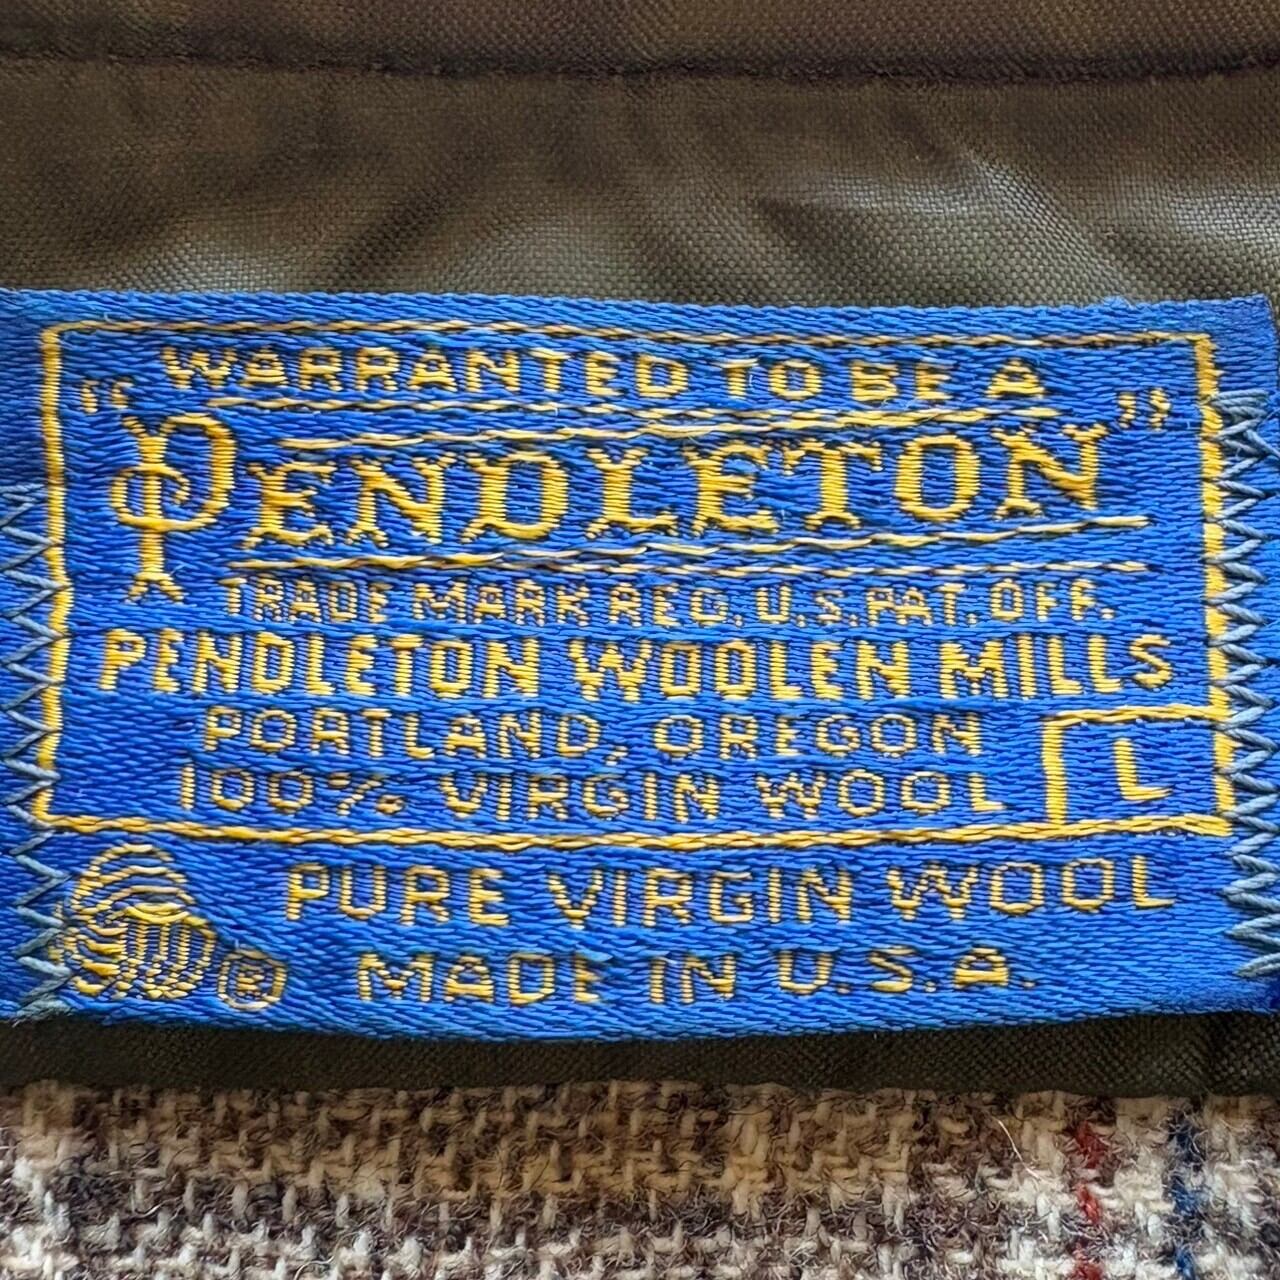 WARRANTED TO BE A
"PENDLETON"
TRADE MARK REG. U.S. PAT. OFF.
PENDLETON WOOLEN MILLS
PORTLAND, OREGON
100% VIRGIN WOOL
L
PURE VIRGIN WOOL
® MADE IN U.S.A.